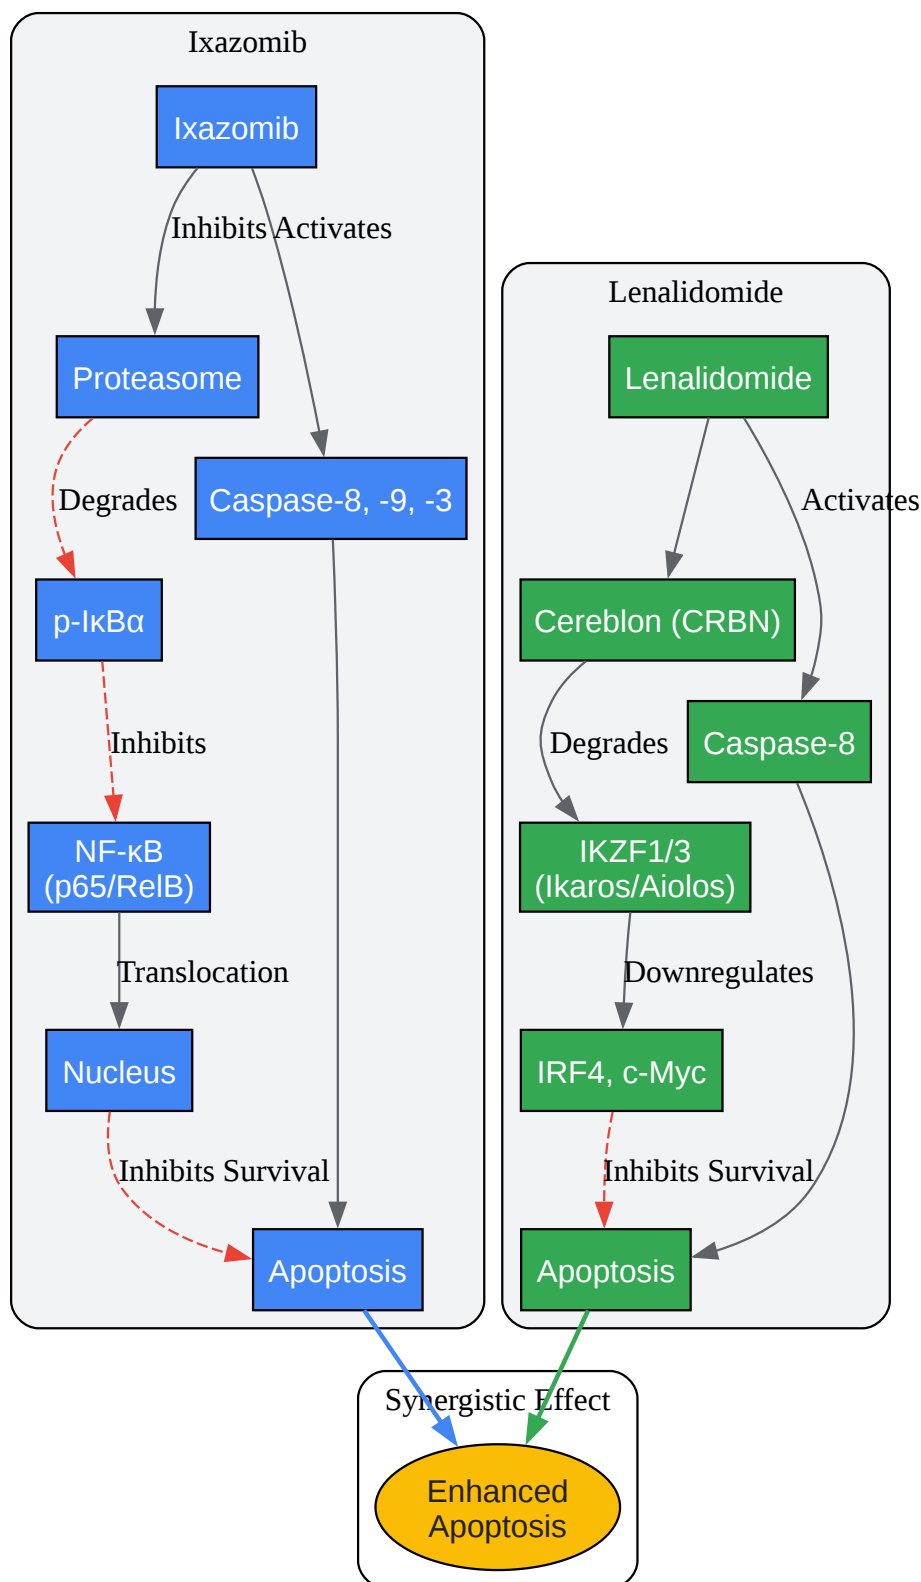 Ixazomib
Ixazomib
Inhibits
Activates
Proteasome
Degrades
Caspase-8, -9, -3
p-IκBα
Inhibits
NF-κB
(p65/RelB)
Translocation
Nucleus
Inhibits Survival
Apoptosis
Lenalidomide
Lenalidomide
Activates
Cereblon (CRBN)
Degrades
Caspase-8
IKZF1/3
(Ikaros/Aiolos)
Downregulates
IRF4, c-Myc
Inhibits Survival
Apoptosis
Synergistic Effect
Enhanced
Apoptosis